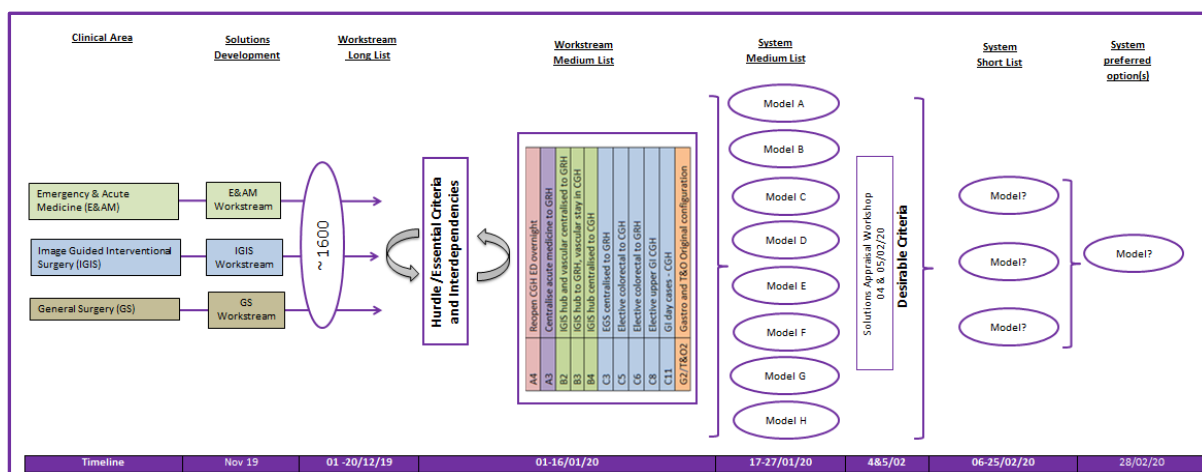 Clinical Area
Solutions
Development
Workstream
Long List
Workstream
Medium List
System
Medium List
System
Short List
System
preferred
option(s)
Emergency & Acute
Medicine (E&AM)
E&AM
Workstream
Image Guided Interventional
Surgery (IGIS)
IGIS
Workstream
General Surgery (GS)
GS
Workstream
~ 1600
Hurdle /Essential Criteria
and Interdependencies
A4 Reopen CGH ED overnight
A3 Centralise acute medicine to GRH
B2 IGIS hub and vascular centralised to GRH
B3 IGIS hub to GRH, vascular stay in CGH
B4 IGIS hub centralised to CGH
C3 EGS centralised to GRH
C5 Elective colorectal to CGH
C6 Elective colorectal to GRH
C8 Elective upper GI CGH
C11 GI day cases - CGH
G2/T&O2 Gastro and T&O Original configuration
Model A
Model B
Model C
Model D
Model E
Model F
Model G
Model H
Solutions Appraisal Workshop
04 & 05/02/20
Desirable Criteria
Model?
Model?
Model?
Model?
Timeline Nov 19 01 -20/12/19 01-16/01/20 17-27/01/20 4&5/02 06-25/02/20 28/02/20